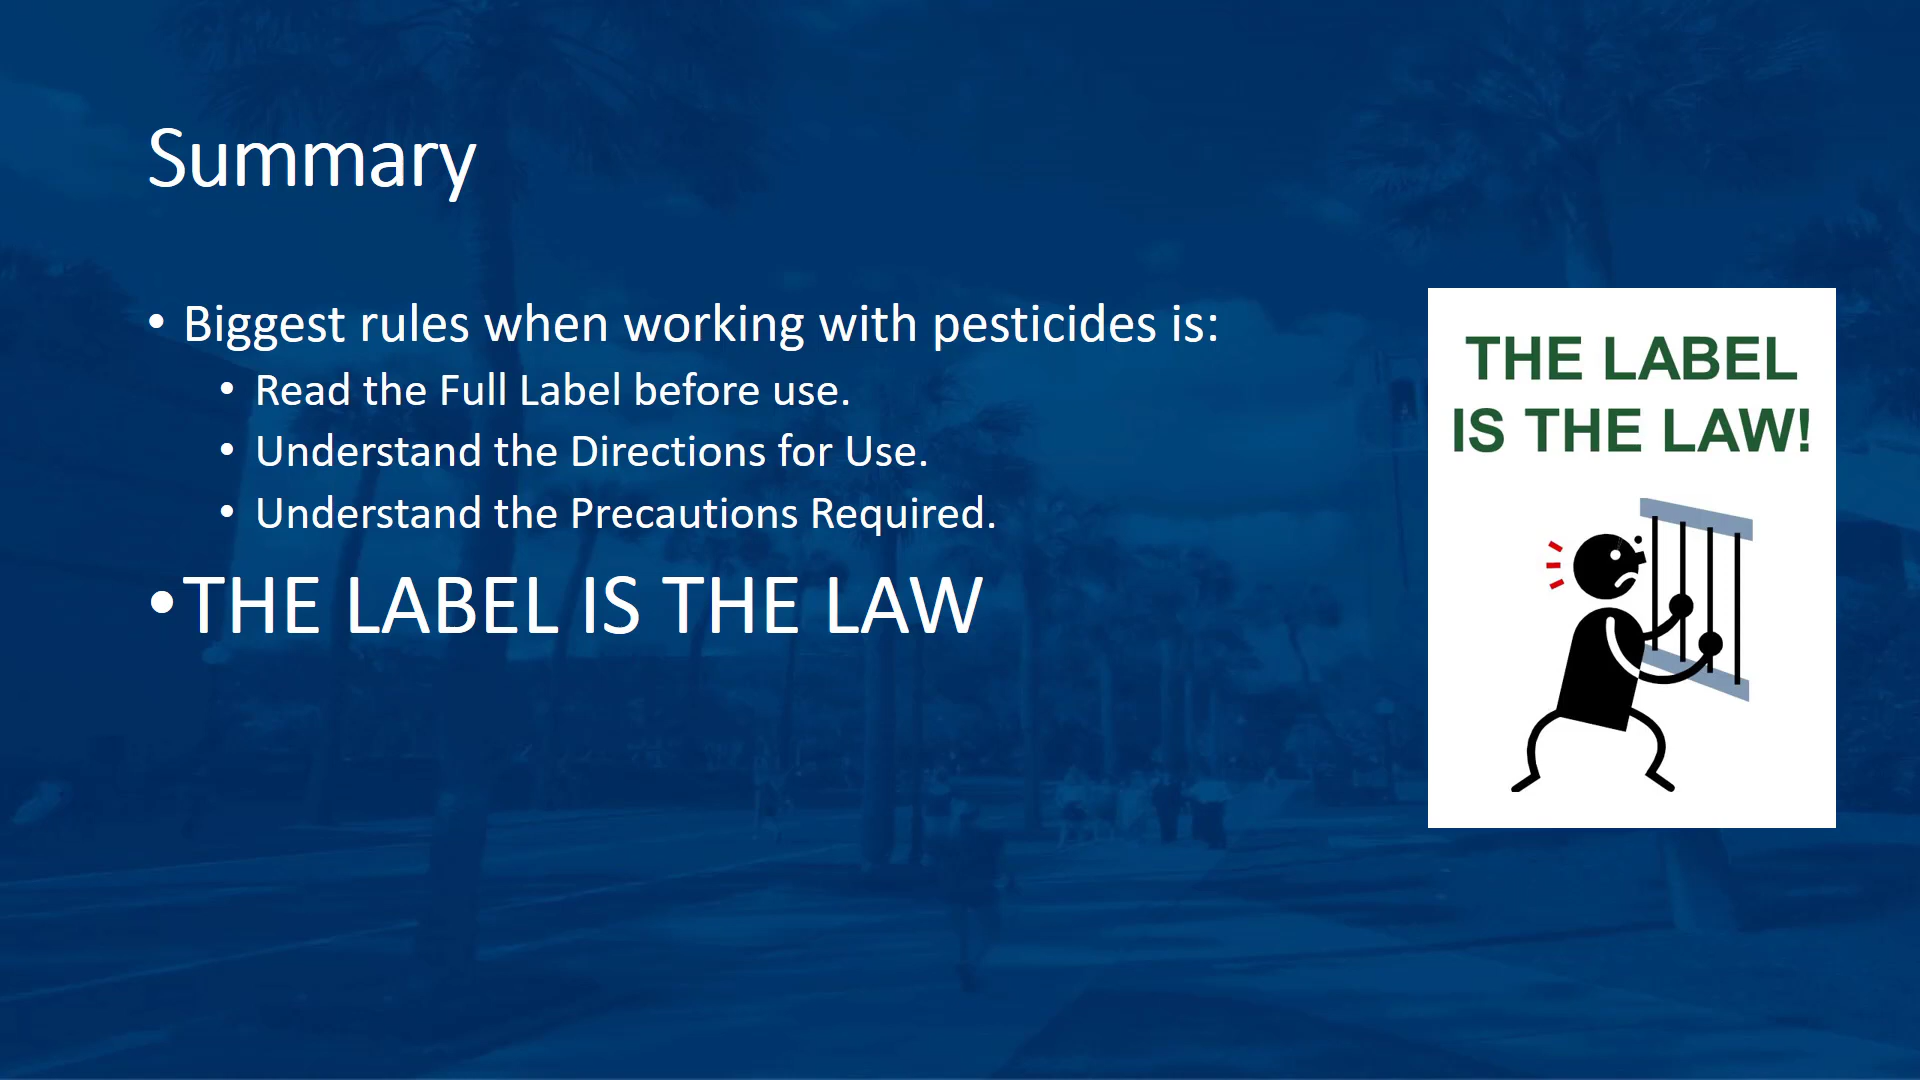 Summary
• Biggest rules when working with pesticides is:
• Read the Full Label before use.
• Understand the Directions for Use.
• Understand the Precautions Required.
• THE LABEL IS THE LAW
THE LABEL
IS THE LAW!